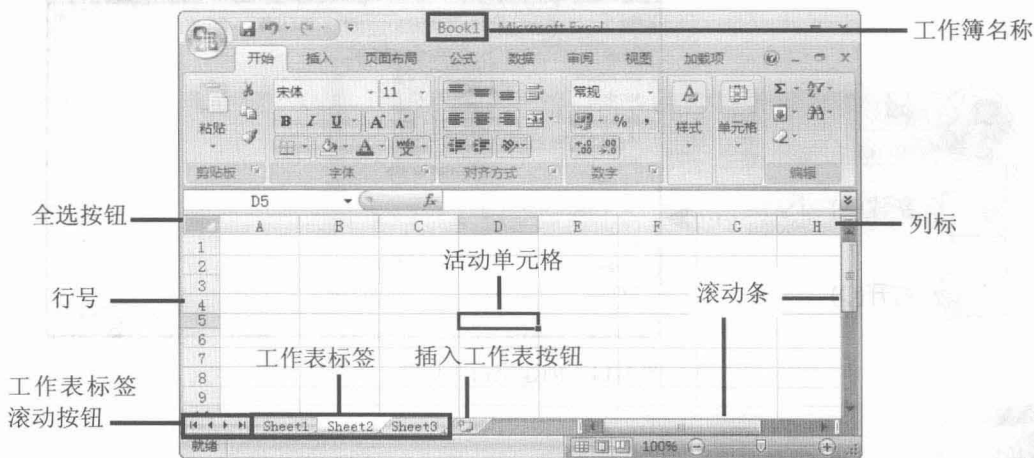 Book1 - Microsoft Excel
工作簿名称
开始 插入 页面布局 公式 数据 审阅 视图 加载项
宋体 11 常规
B I U A A % ,
粘贴 样式 单元格
剪贴板 字体 对齐方式 数字 编辑
D5 fx
全选按钮
A B C D E F G H
列标
1
2
3
4
5
6
7
8
9
活动单元格
行号
滚动条
工作表标签
插入工作表按钮
工作表标签
滚动按钮
Sheet1 Sheet2 Sheet3
就绪 100%